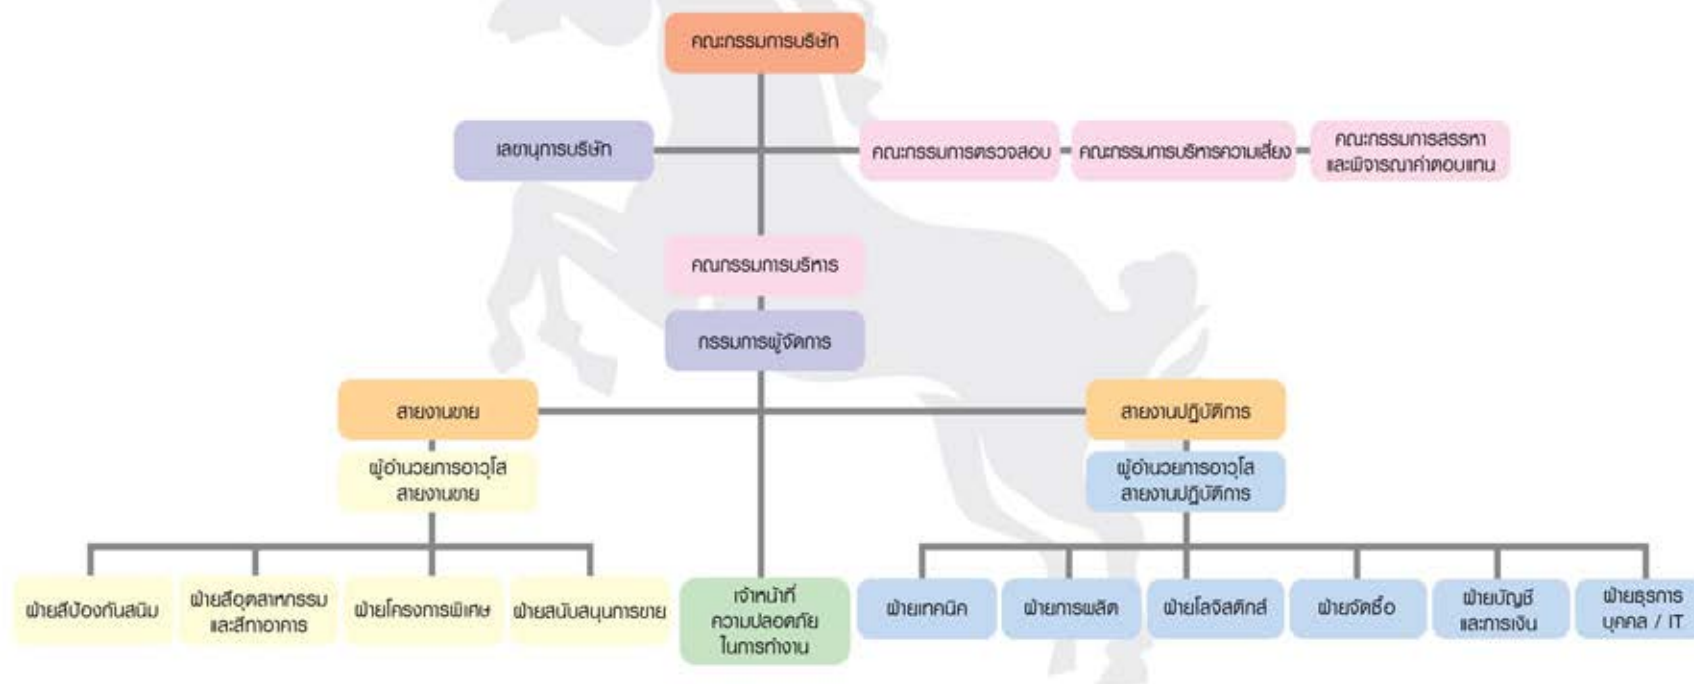 คณะกรรมการบริษัท
เลขานุการบริษัท
คณะกรรมการตรวจสอบ
คณะกรรมการบริหารความเสี่ยง
คณะกรรมการสรรหา
และพิจารณาค่าตอบแทน
คณกรรมการบริหาร
กรรมการผู้จัดการ
สายงานขาย
สายงานปฏิบัติการ
ผู้อำนวยการอาวุโส
สายงานขาย
ผู้อำนวยการอาวุโส
สายงานปฏิบัติการ
ฝ่ายสีป้องกันสนิม
ฝ่ายสีอุตสาหกรรม
และสีทาอาคาร
ฝ่ายโครงการพิเศษ
ฝ่ายสนับสนุนการขาย
เจ้าหน้าที่
ความปลอดภัย
ในการทำงาน
ฝ่ายเทคนิค
ฝ่ายการผลิต
ฝ่ายโลจิสติกส์
ฝ่ายจัดซื้อ
ฝ่ายบัญชี
และการเงิน
ฝ่ายธุรการ
บุคคล / IT